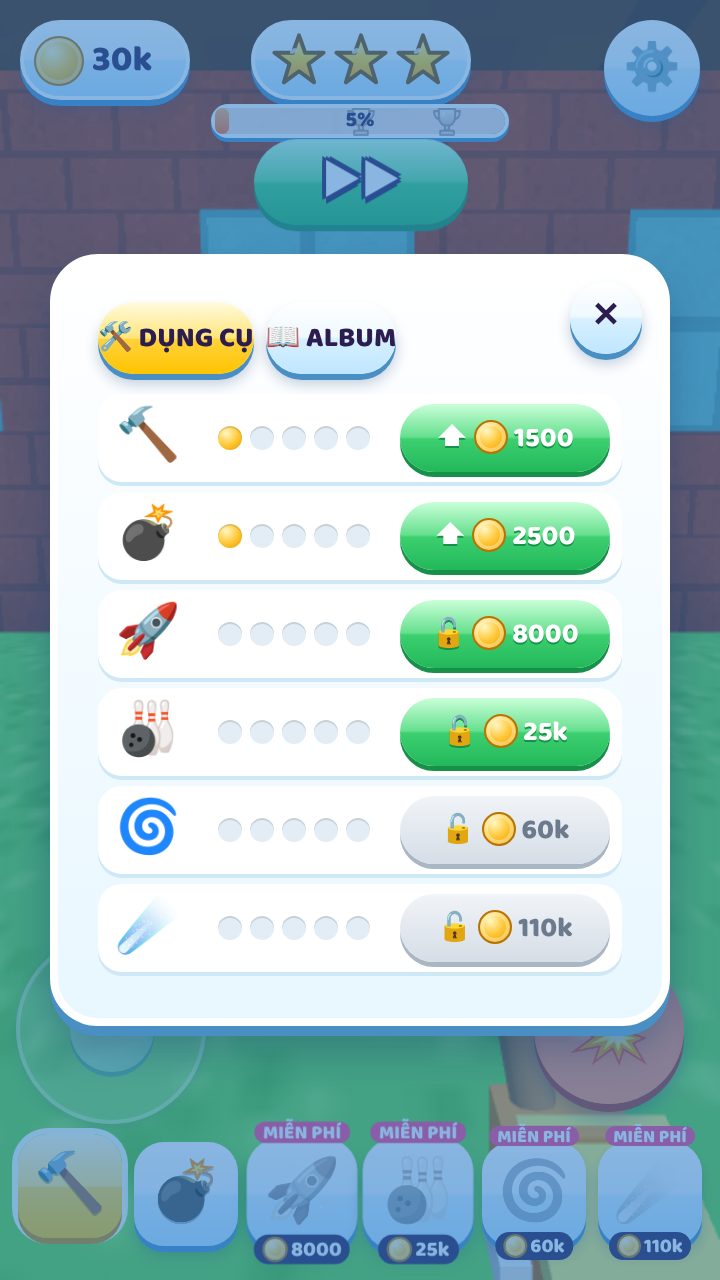 30k
5%
DỤNG CỤ
ALBUM
1500
2500
8000
25k
60k
110k
MIỄN PHÍ
MIỄN PHÍ
MIỄN PHÍ
MIỄN PHÍ
8000
25k
60k
110k